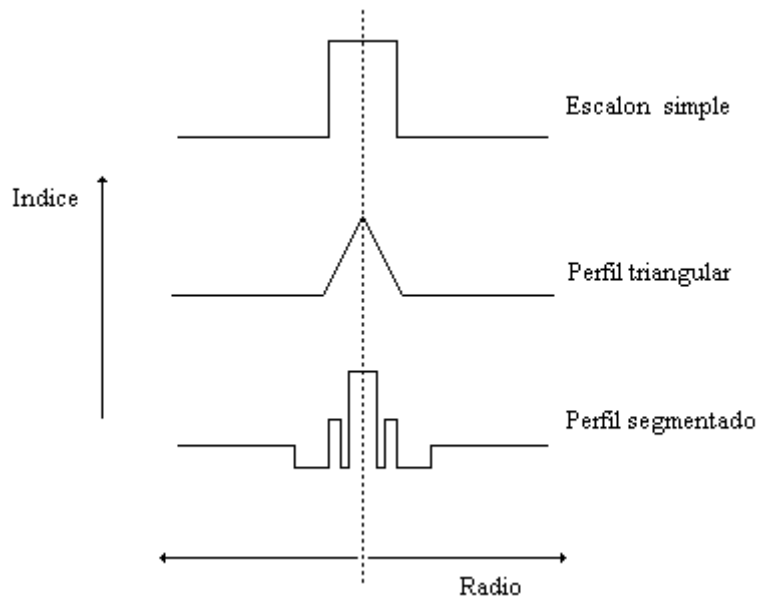 Escalon simple
Indice
Perfil triangular
Perfil segmentado
Radio